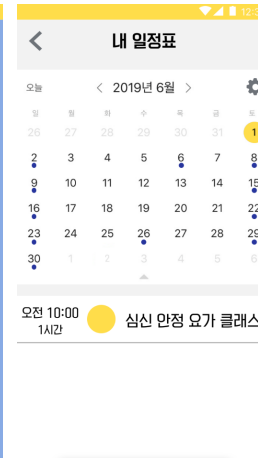 12:3
내 일정표
오늘 < 2019년 6월 >
일 월 화 수 목 금 토
26 27 28 29 30 31 1
2 3 4 5 6 7 8
9 10 11 12 13 14 15
16 17 18 19 20 21 22
23 24 25 26 27 28 29
30 1 2 3 4 5 6
오전 10:00
1시간
심신 안정 요가 클래스